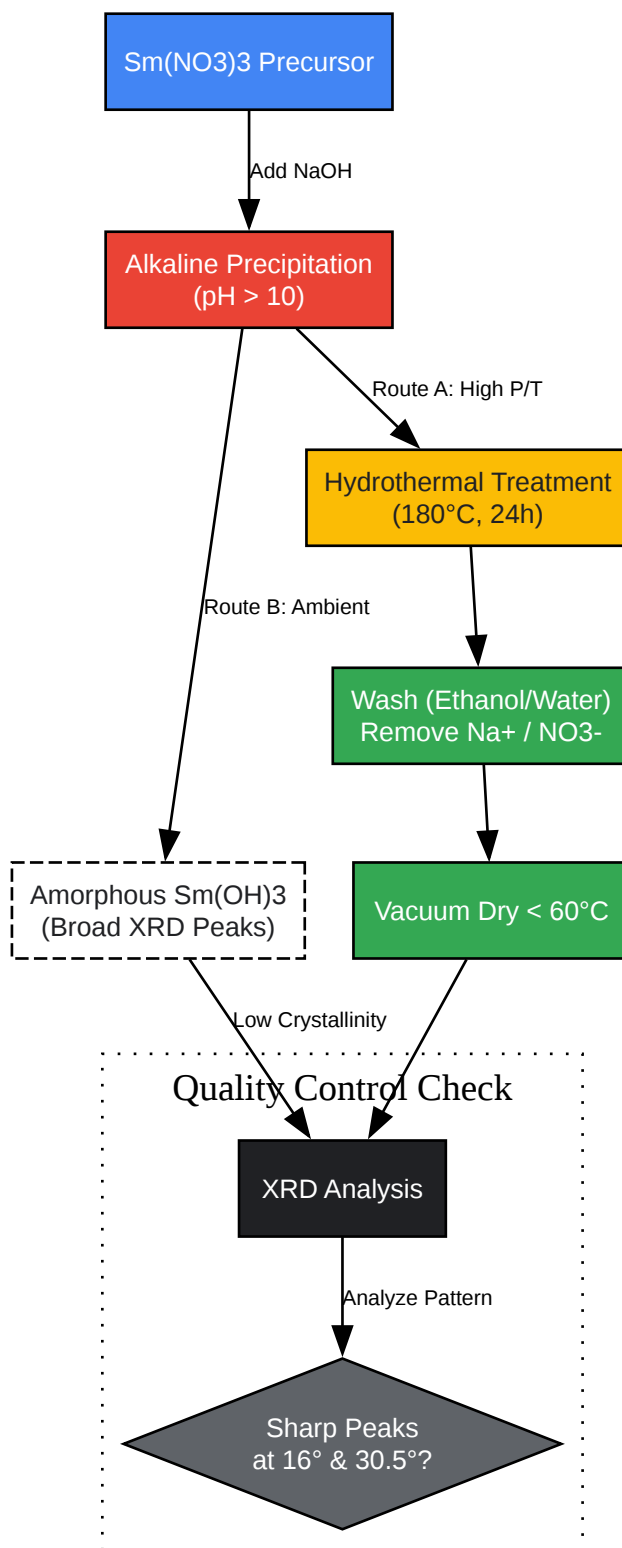 Sm(NO3)3 Precursor
Add NaOH
Alkaline Precipitation
(pH > 10)
Route A: High P/T
Hydrothermal Treatment
(180°C, 24h)
Route B: Ambient
Wash (Ethanol/Water)
Remove Na+ / NO3-
Amorphous Sm(OH)3
(Broad XRD Peaks)
Vacuum Dry < 60°C
Low Crystallinity
Quality Control Check
XRD Analysis
Analyze Pattern
Sharp Peaks
at 16° & 30.5°?